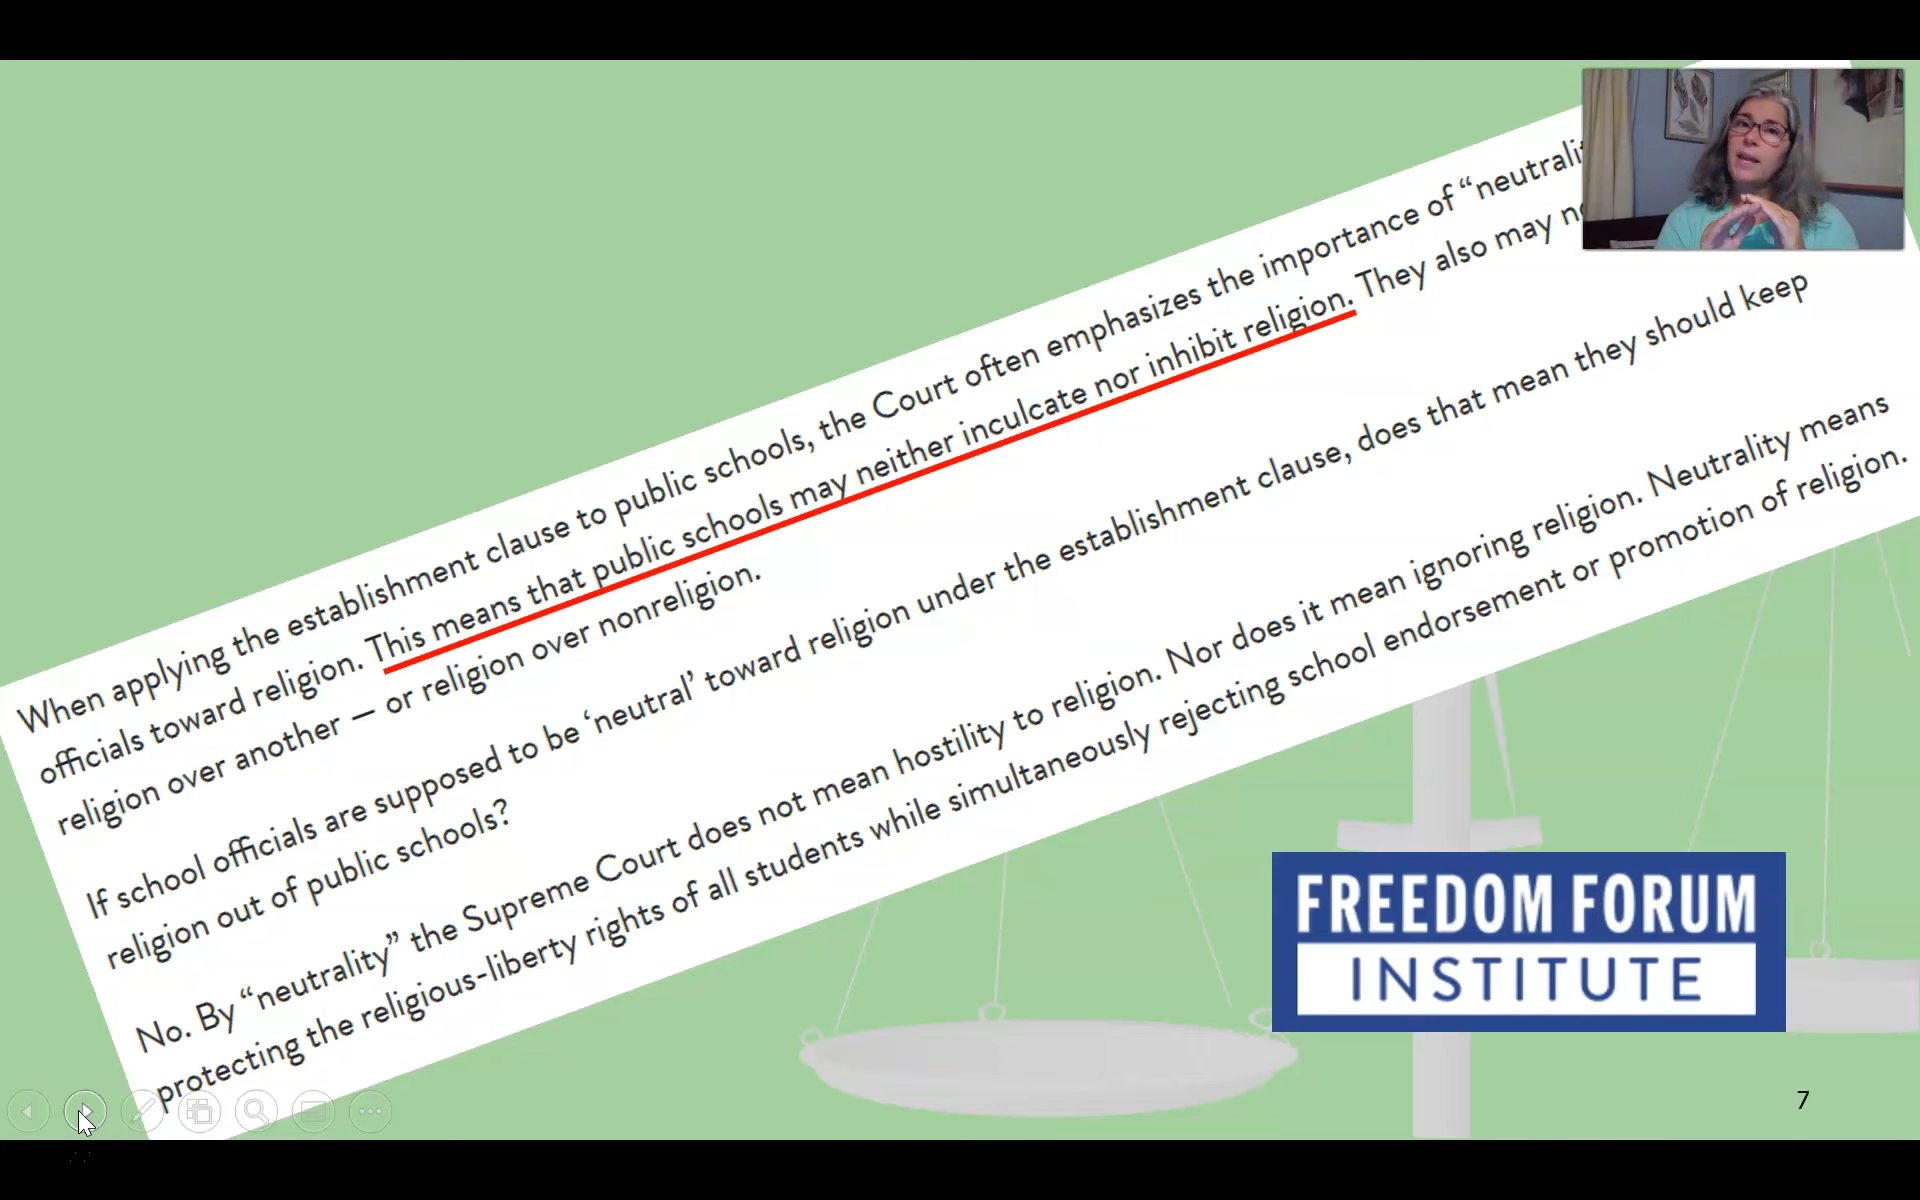 When applying the establishment clause to public schools, the Court often emphasizes the importance of “neutrali
officials toward religion. This means that public schools may neither inculcate nor inhibit religion. They also may
religion over another — or religion over nonreligion.
If school officials are supposed to be ‘neutral’ toward religion under the establishment clause, does that mean they should keep
religion out of public schools?
No. By “neutrality” the Supreme Court does not mean hostility to religion. Nor does it mean ignoring religion. Neutrality means
protecting the religious-liberty rights of all students while simultaneously rejecting school endorsement or promotion of religion.
FREEDOM FORUM
INSTITUTE
7